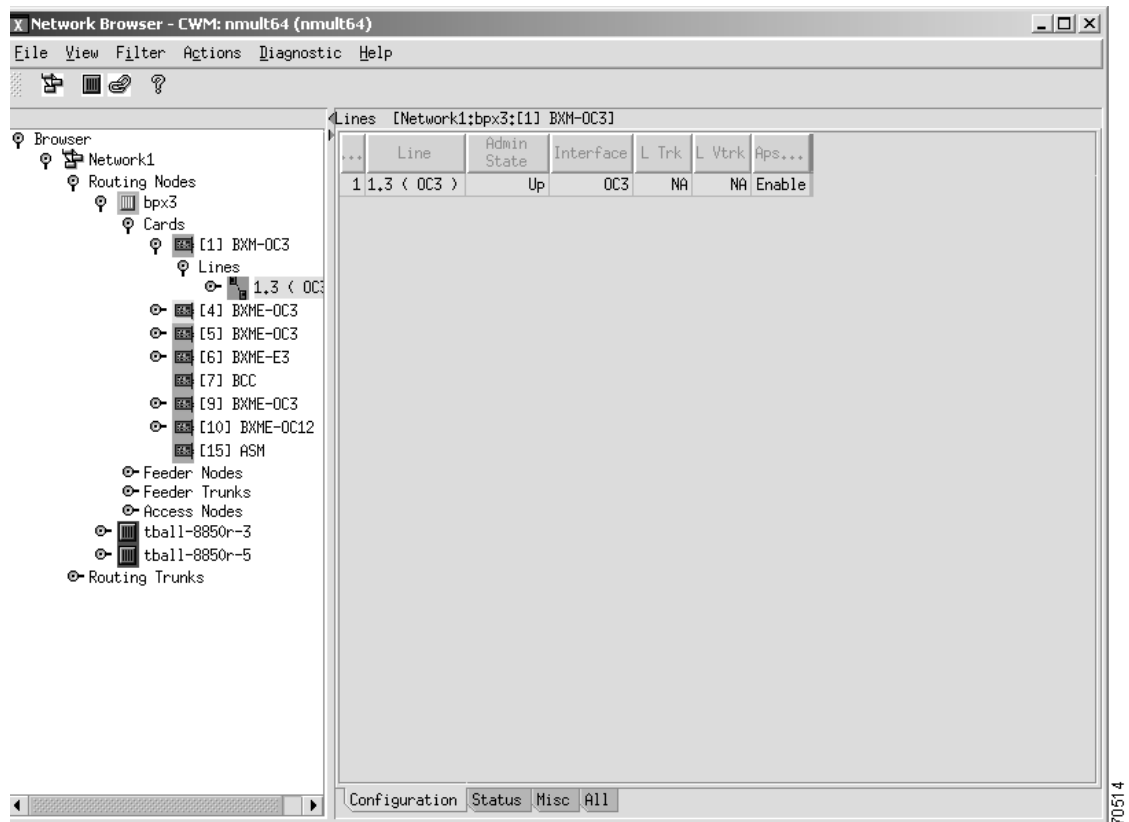 X Network Browser - CWM: nmult64 (nmult64)
File View Filter Actions Diagnostic Help
Lines [Network1:bpx3:[1] BXM-OC3]
Browser
Network1
Routing Nodes
bpx3
Cards
[1] BXM-OC3
Lines
1.3 ( OC3
[4] BXME-OC3
[5] BXME-OC3
[6] BXME-E3
[7] BCC
[9] BXME-OC3
[10] BXME-OC12
[15] ASM
Feeder Nodes
Feeder Trunks
Access Nodes
tball-8850r-3
tball-8850r-5
Routing Trunks
... Line Admin State Interface L Trk L Vtrk Aps...
1 1.3 ( OC3 ) Up OC3 NA NA Enable
Configuration Status Misc All
70514